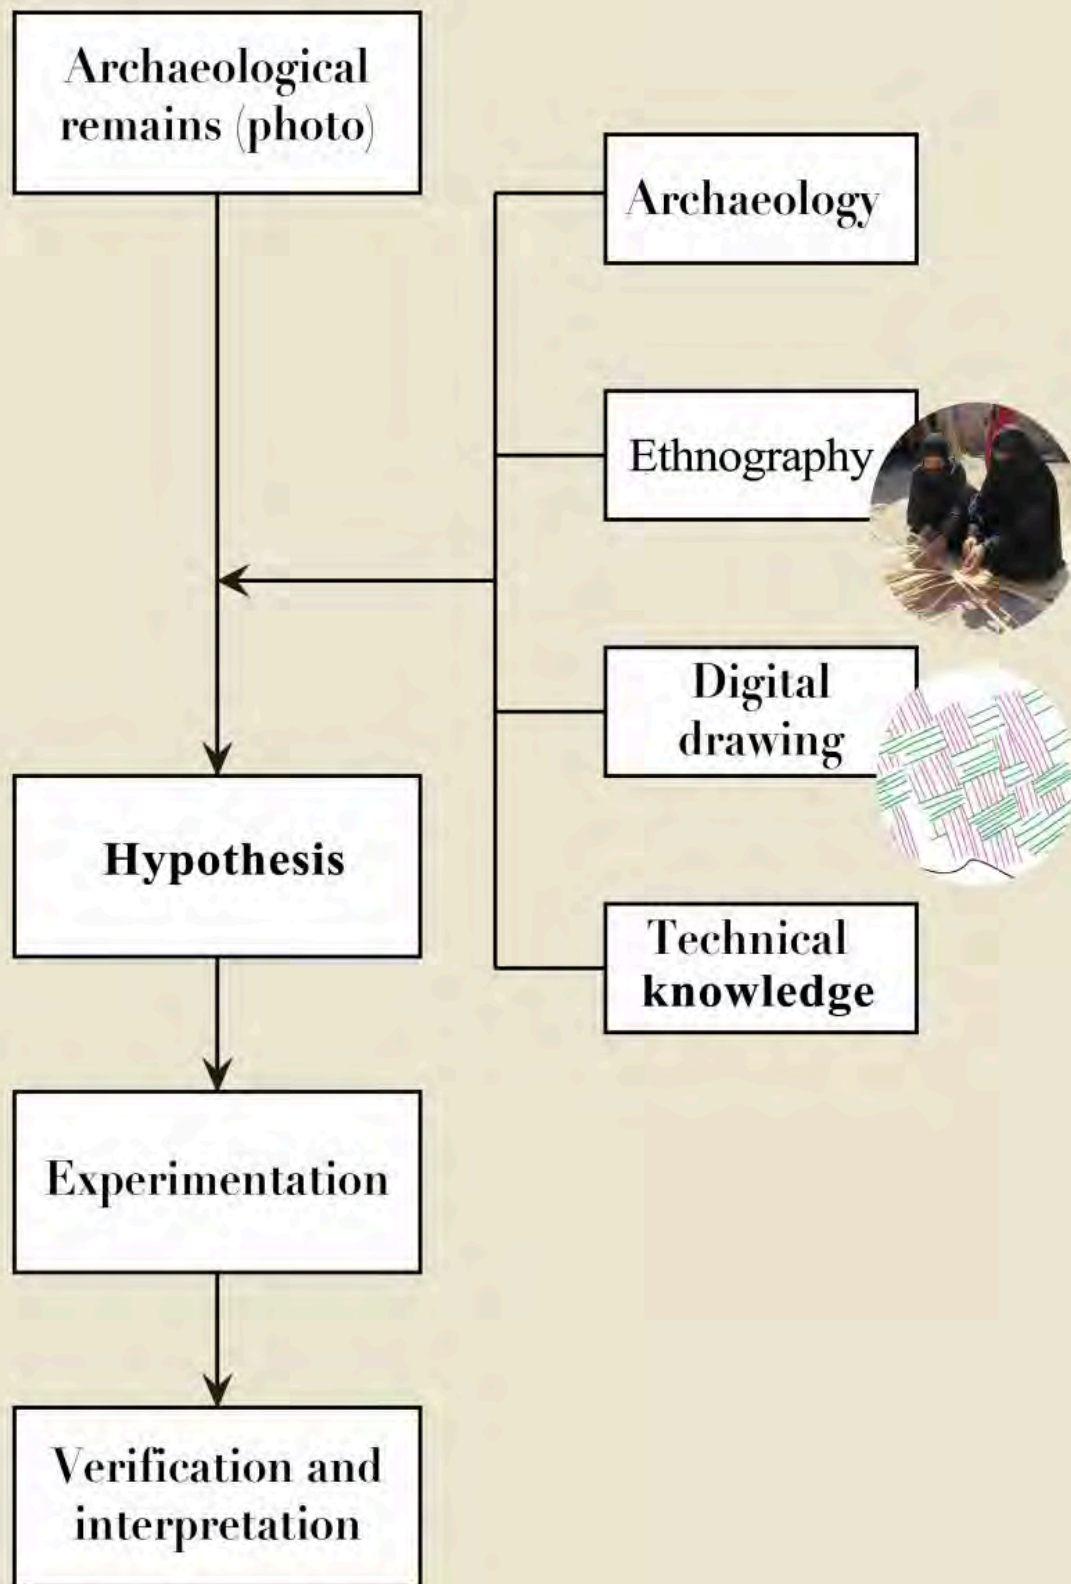 Archaeological
remains (photo)
Archaeology
Ethnography
Digital
drawing
Hypothesis
Technical
knowledge
Experimentation
Verification and
interpretation